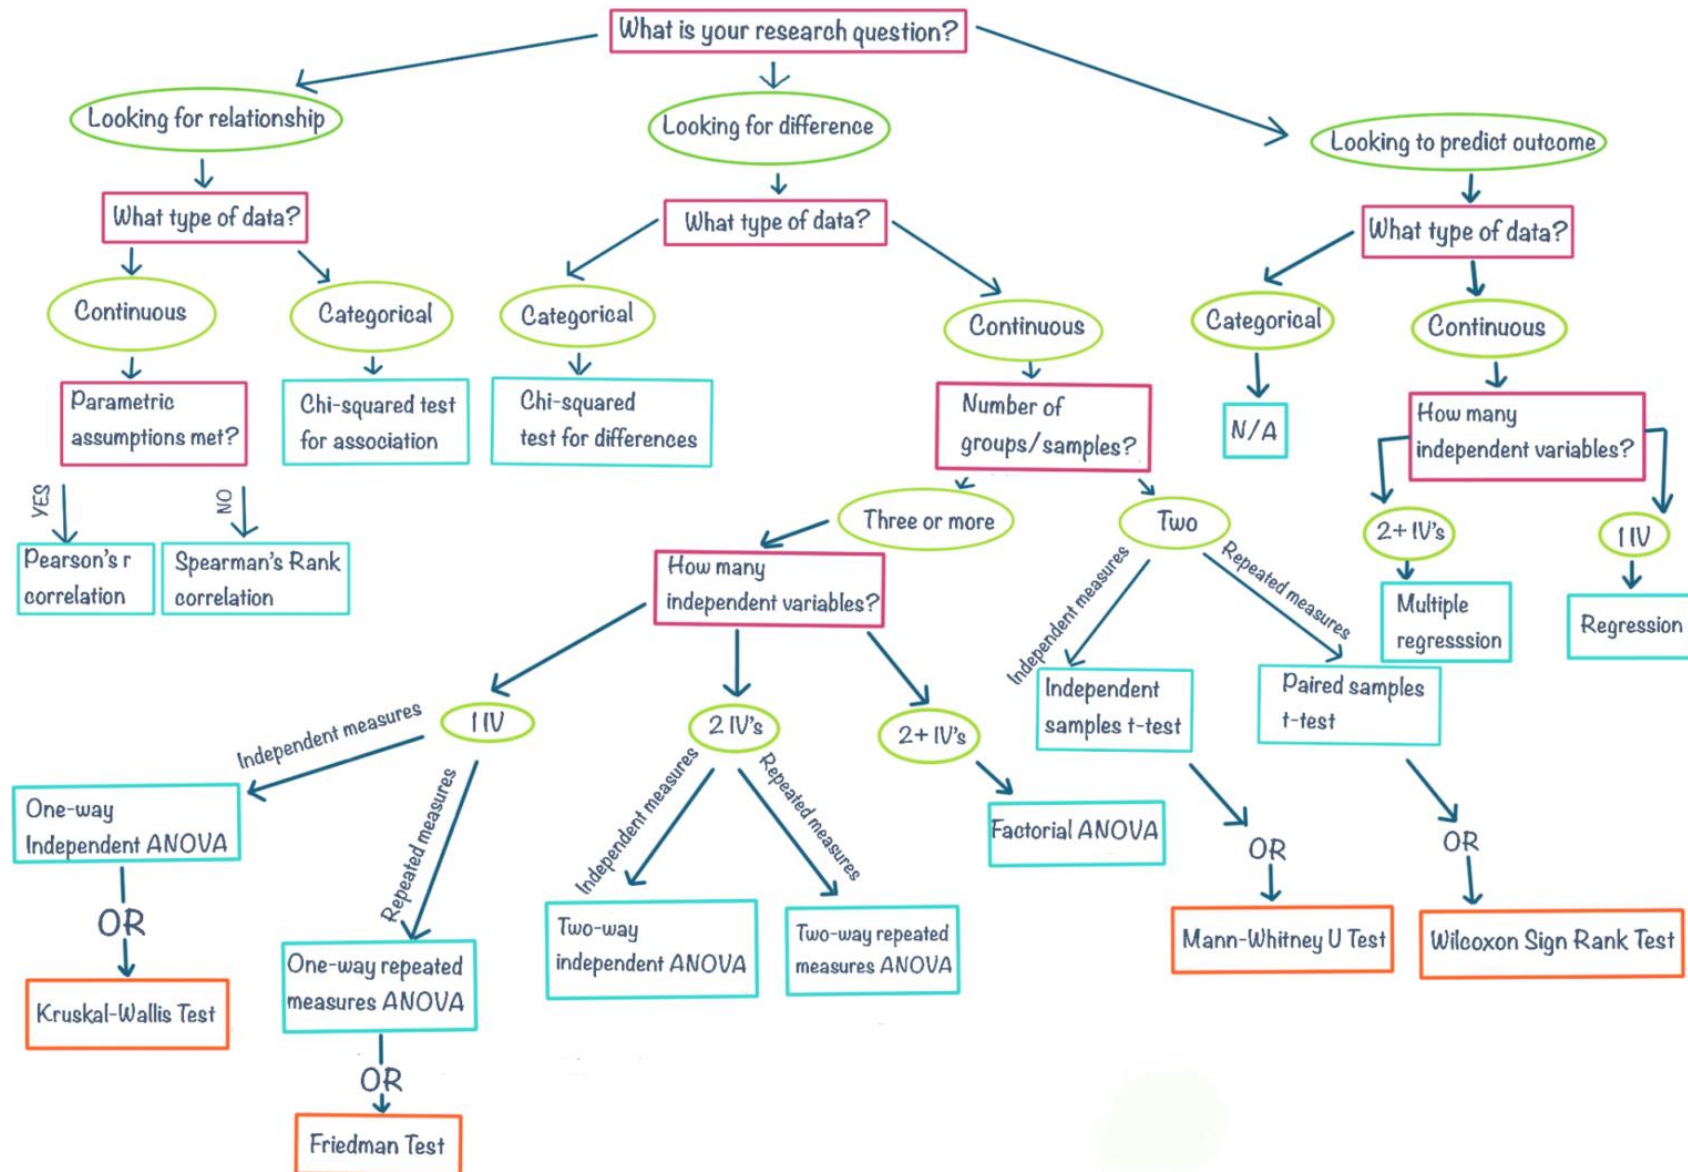 What is your research question?
Looking for relationship
Looking for difference
Looking to predict outcome
What type of data?
What type of data?
What type of data?
Continuous
Categorical
Categorical
Continuous
Categorical
Continuous
Parametric
assumptions met?
Chi-squared test
for association
Chi-squared
test for differences
Number of
groups/samples?
N/A
How many
independent variables?
YES
NO
Three or more
Two
2+ IV's
1 IV
Pearson's r
correlation
Spearman's Rank
correlation
How many
independent variables?
Independent measures
Repeated measures
Multiple
regresssion
Regression
Independent
samples t-test
Paired samples
t-test
1 IV
2 IV's
2+ IV's
Independent measures
Repeated measures
Independent measures
Repeated measures
One-way
Independent ANOVA
Factorial ANOVA
OR
OR
OR
Two-way
independent ANOVA
Two-way repeated
measures ANOVA
Mann-Whitney U Test
Wilcoxon Sign Rank Test
One-way repeated
measures ANOVA
Kruskal-Wallis Test
OR
Friedman Test